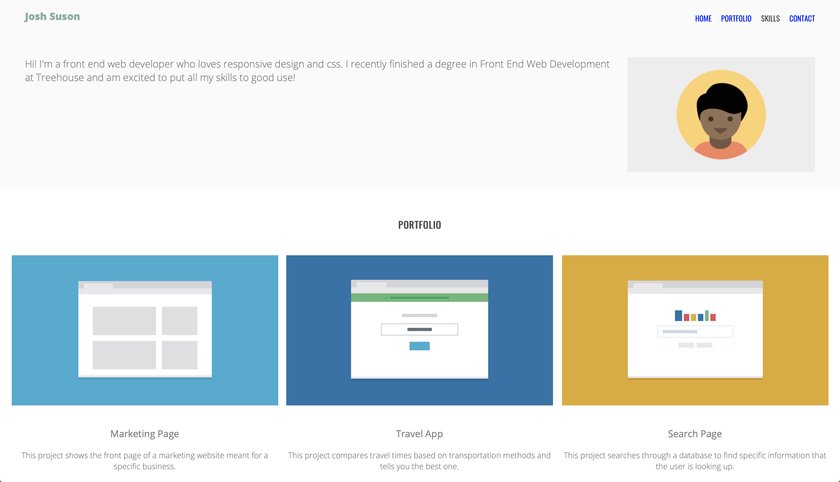 Josh Suson
HOME PORTFOLIO SKILLS CONTACT
Hi! I'm a front end web developer who loves responsive design and css. I recently finished a degree in Front End Web Development
at Treehouse and am excited to put all my skills to good use!
PORTFOLIO
Marketing Page
This project shows the front page of a marketing website meant for a
specific business.
Travel App
This project compares travel times based on transportation methods and
tells you the best one.
Search Page
This project searches through a database to find specific information that
the user is looking up.